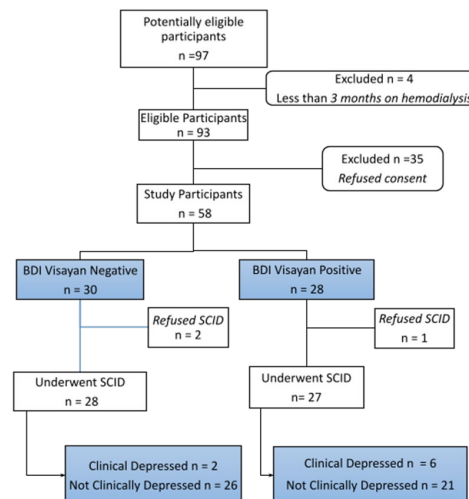 Potentially eligible
participants
n =97
Excluded n = 4
Less than 3 months on hemodialysis
Eligible Participants
n = 93
Excluded n =35
Refused consent
Study Participants
n = 58
BDI Visayan Negative
n = 30
BDI Visayan Positive
n = 28
Refused SCID
n = 2
Refused SCID
n = 1
Underwent SCID
n = 28
Underwent SCID
n= 27
Clinical Depressed n = 2
Not Clinically Depressed n = 26
Clinical Depressed n = 6
Not Clinically Depressed n = 21